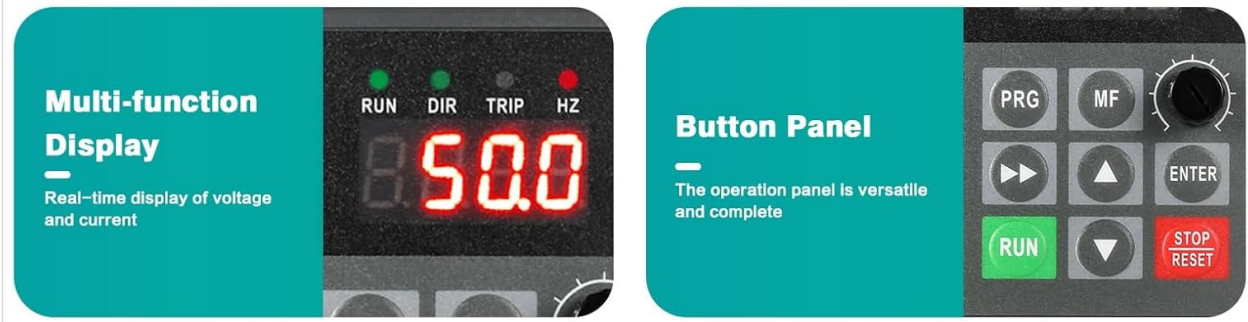 Multi-function
Display
Real-time display of voltage
and current
RUN DIR TRIP HZ
50.0
Button Panel
The operation panel is versatile
and complete
PRG MF
ENTER
RUN STOP
RESET